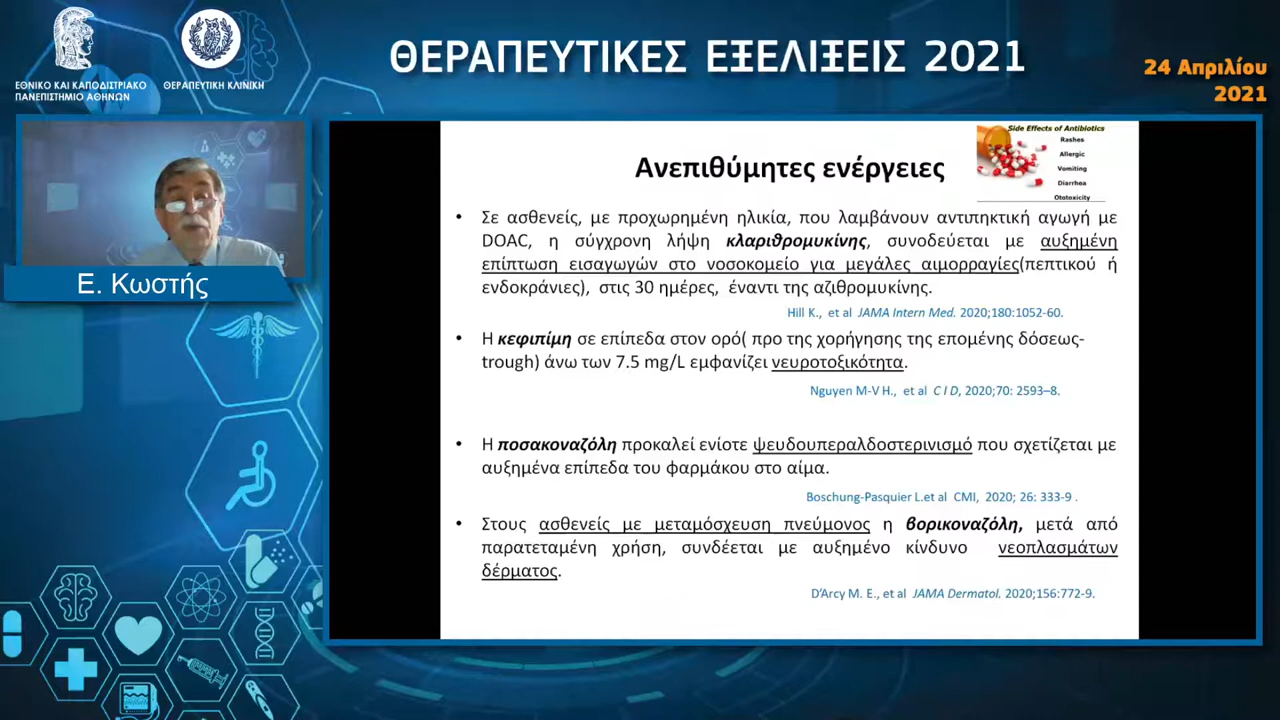 ΕΘΝΙΚΟ ΚΑΙ ΚΑΠΟΔΙΣΤΡΙΑΚΟ
ΠΑΝΕΠΙΣΤΗΜΙΟ ΑΘΗΝΩΝ
ΘΕΡΑΠΕΥΤΙΚΗ ΚΛΙΝΙΚΗ
ΘΕΡΑΠΕΥΤΙΚΕΣ ΕΞΕΛΙΞΕΙΣ 2021
24 Απριλίου
2021
Ε. Κωστής
Ανεπιθύμητες ενέργειες
Side Effects of Antibiotics
Rashes
Allergic
Vomiting
Diarrhea
Ototoxicity
• Σε ασθενείς, με προχωρημένη ηλικία, που λαμβάνουν αντιπηκτική αγωγή με
DOAC, η σύγχρονη λήψη κλαριθρομυκίνης, συνοδεύεται με αυξημένη
επίπτωση εισαγωγών στο νοσοκομείο για μεγάλες αιμορραγίες(πεπτικού ή
ενδοκράνιες), στις 30 ημέρες, έναντι της αζιθρομυκίνης.
Hill K., et al JAMA Intern Med. 2020;180:1052-60.
• Η κεφιπίμη σε επίπεδα στον ορό( προ της χορήγησης της επομένης δόσεως-
trough) άνω των 7.5 mg/L εμφανίζει νευροτοξικότητα.
Nguyen M-V H., et al C I D, 2020;70: 2593–8.
• Η ποσακοναζόλη προκαλεί ενίοτε ψευδουπεραλδοστερινισμό που σχετίζεται με
αυξημένα επίπεδα του φαρμάκου στο αίμα.
Boschung-Pasquier L.et al CMI, 2020; 26: 333-9 .
• Στους ασθενείς με μεταμόσχευση πνεύμονος η βορικοναζόλη, μετά από
παρατεταμένη χρήση, συνδέεται με αυξημένο κίνδυνο νεοπλασμάτων
δέρματος.
D'Arcy M. E., et al JAMA Dermatol. 2020;156:772-9.